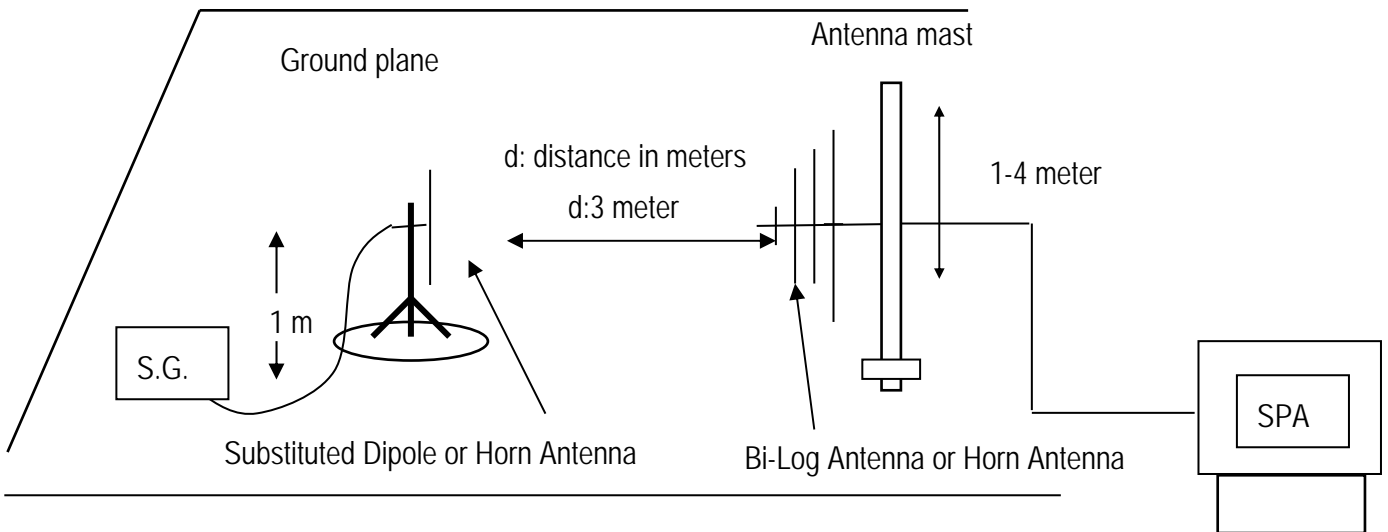 Antenna mast
Ground plane
d: distance in meters
d:3 meter
1-4 meter
1 m
S.G.
SPA
Substituted Dipole or Horn Antenna
Bi-Log Antenna or Horn Antenna